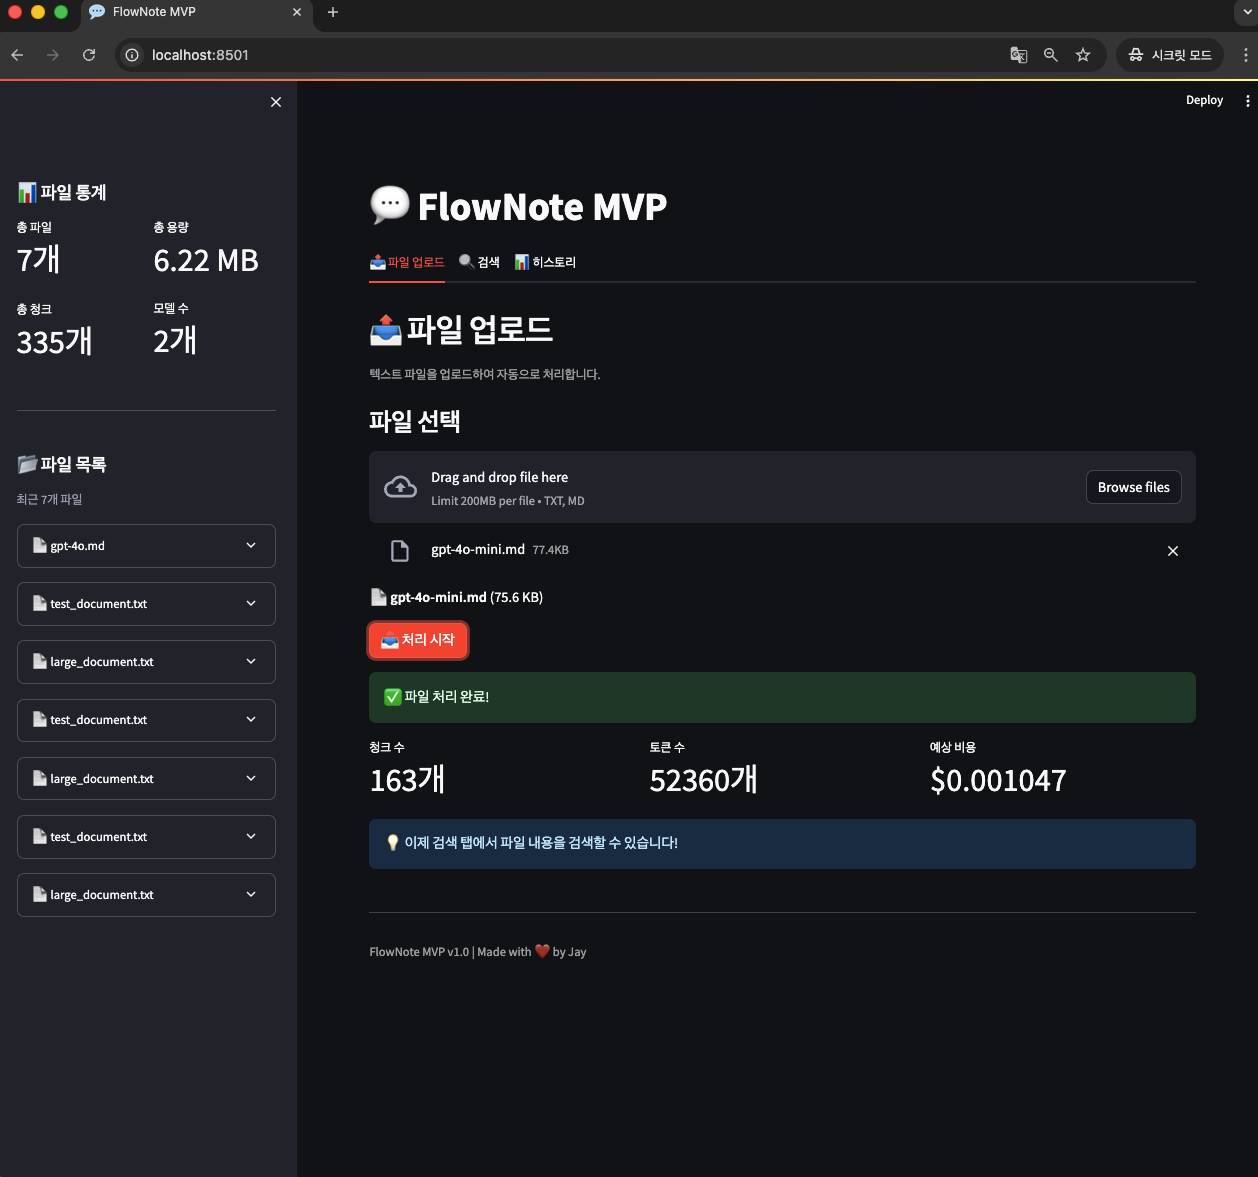 FlowNote MVP
localhost:8501
시크릿 모드
Deploy
📊 파일 통계
총 파일
총 용량
7개
6.22 MB
총 청크
모델 수
335개
2개
📂 파일 목록
최근 7개 파일
📄 gpt-4o.md
📄 test_document.txt
📄 large_document.txt
📄 test_document.txt
📄 large_document.txt
📄 test_document.txt
📄 large_document.txt
💬 FlowNote MVP
📤 파일 업로드
🔍 검색
📊 히스토리
📤 파일 업로드
텍스트 파일을 업로드하여 자동으로 처리합니다.
파일 선택
Drag and drop file here
Limit 200MB per file • TXT, MD
Browse files
gpt-4o-mini.md 77.4KB
📄 gpt-4o-mini.md (75.6 KB)
📤 처리 시작
✅ 파일 처리 완료!
청크 수
토큰 수
예상 비용
163개
52360개
$0.001047
💡 이제 검색 탭에서 파일 내용을 검색할 수 있습니다!
FlowNote MVP v1.0 | Made with ❤️ by Jay